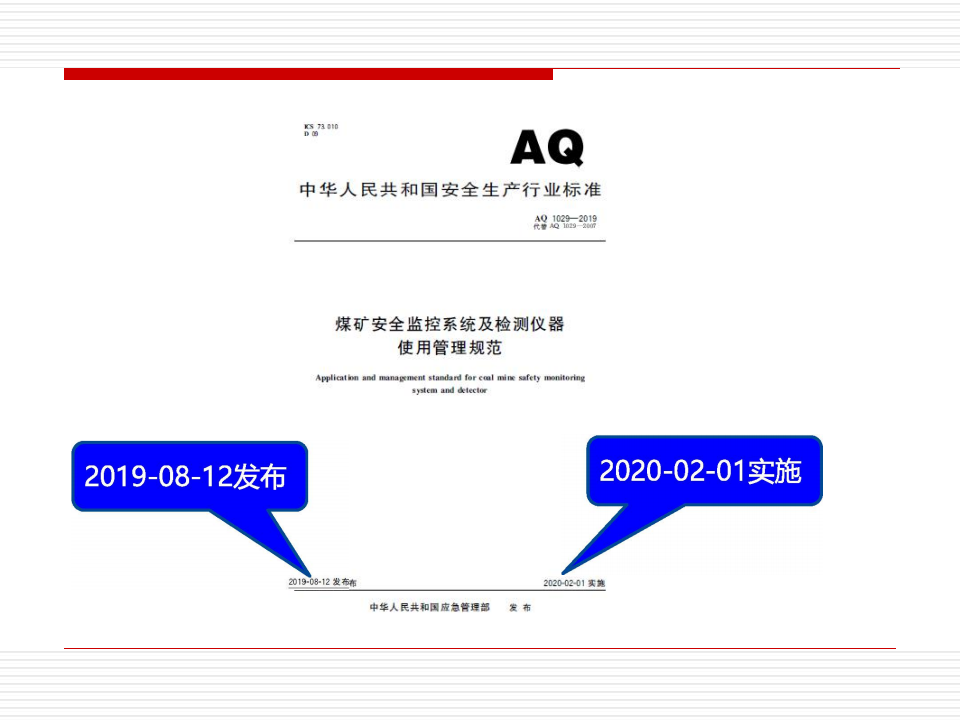 ICS 73.010
D 09
AQ
中华人民共和国安全生产行业标准
AQ 1029—2019
代替 AQ 1029—2007
煤矿安全监控系统及检测仪器
使用管理规范
Application and management standard for coal mine safety monitoring
system and detector
2019-08-12发布
2020-02-01实施
2019-08-12 发布布
2020-02-01 实施
中华人民共和国应急管理部 发 布